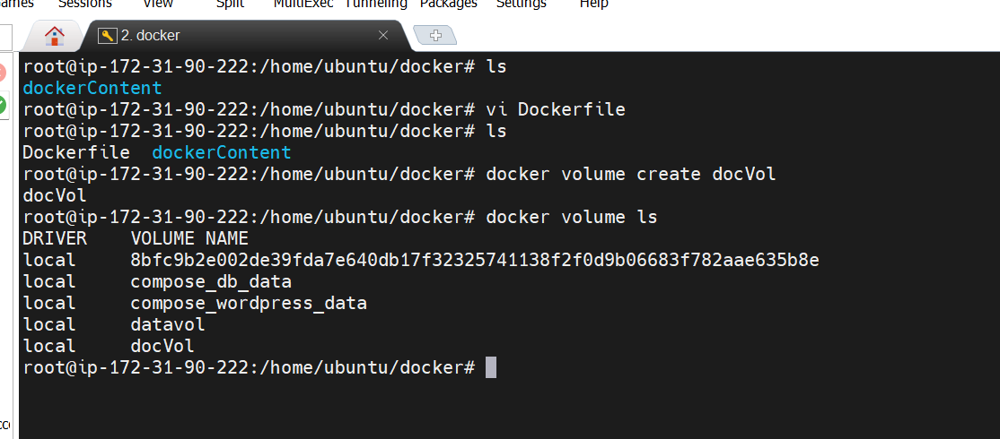 Sessions View Split MultiExec Tunneling Packages Settings Help
2. docker
root@ip-172-31-90-222:/home/ubuntu/docker# ls
dockerContent
root@ip-172-31-90-222:/home/ubuntu/docker# vi Dockerfile
root@ip-172-31-90-222:/home/ubuntu/docker# ls
Dockerfile dockerContent
root@ip-172-31-90-222:/home/ubuntu/docker# docker volume create docVol
docVol
root@ip-172-31-90-222:/home/ubuntu/docker# docker volume ls
DRIVER VOLUME NAME
local 8bfc9b2e002de39fda7e640db17f32325741138f2f0d9b06683f782aae635b8e
local compose_db_data
local compose_wordpress_data
local datavol
local docVol
root@ip-172-31-90-222:/home/ubuntu/docker#